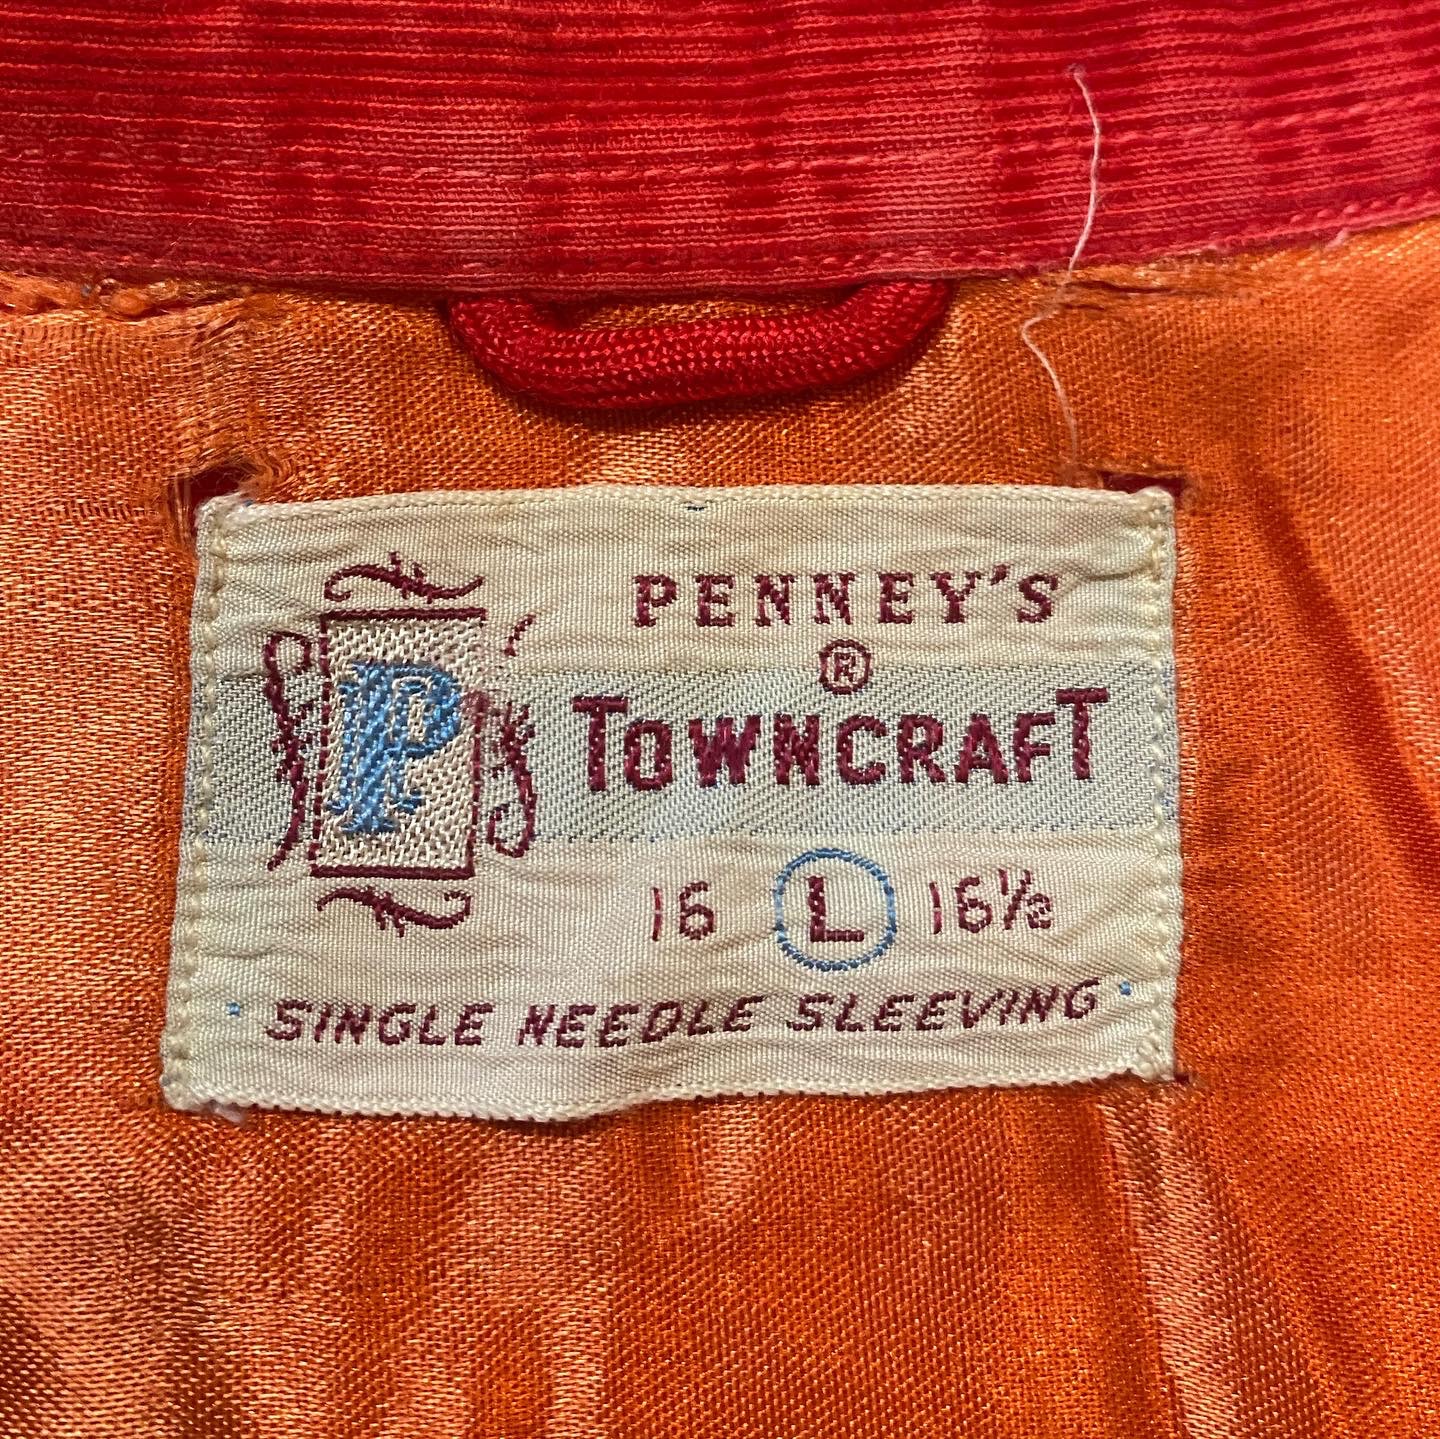 PENNEY'S
®
P TOWNCRAFT
16 L 16½
SINGLE NEEDLE SLEEVING